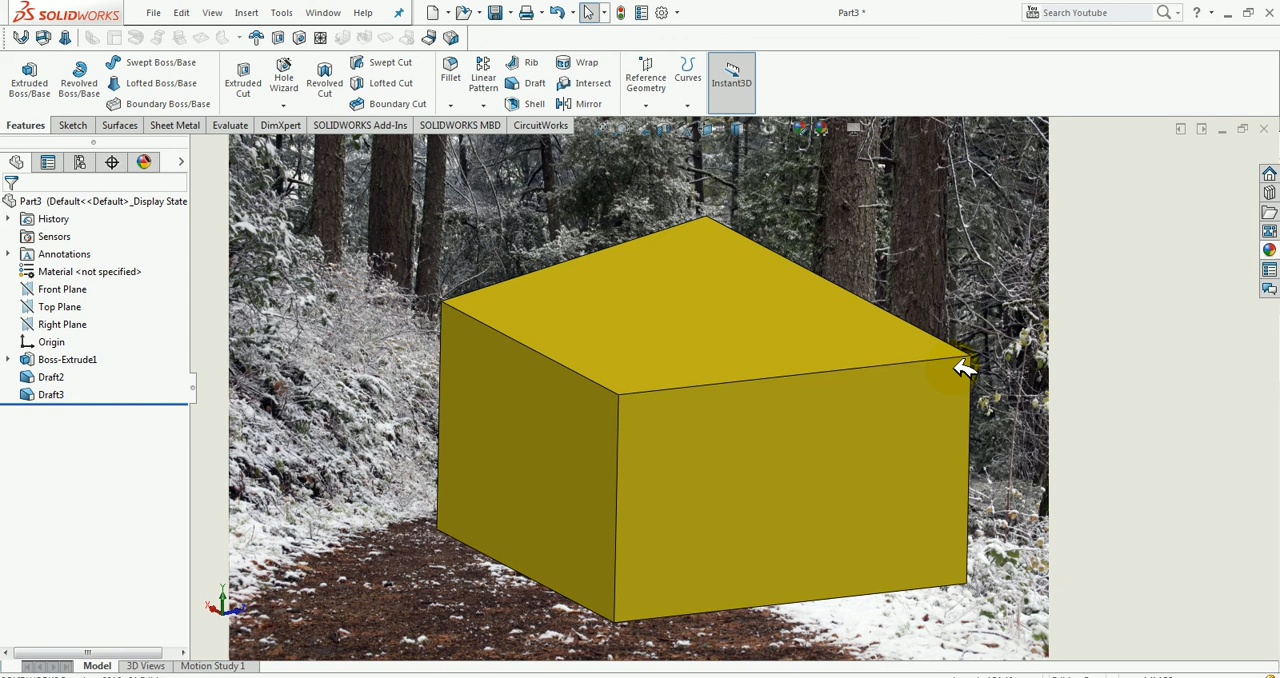 SOLIDWORKS File Edit View Insert Tools Window Help Part3 * You Tube Search Youtube ?
Extruded Boss/Base
Revolved Boss/Base
Swept Boss/Base
Lofted Boss/Base
Boundary Boss/Base
Extruded Cut
Hole Wizard
Revolved Cut
Swept Cut
Lofted Cut
Boundary Cut
Fillet
Linear Pattern
Rib
Draft
Shell
Wrap
Intersect
Mirror
Reference Geometry
Curves
Instant3D
Features Sketch Surfaces Sheet Metal Evaluate DimXpert SOLIDWORKS Add-Ins SOLIDWORKS MBD CircuitWorks
Part3 (Default<<Default>_Display State
History
Sensors
Annotations
Material <not specified>
Front Plane
Top Plane
Right Plane
Origin
Boss-Extrude1
Draft2
Draft3
Y
X
Model 3D Views Motion Study 1